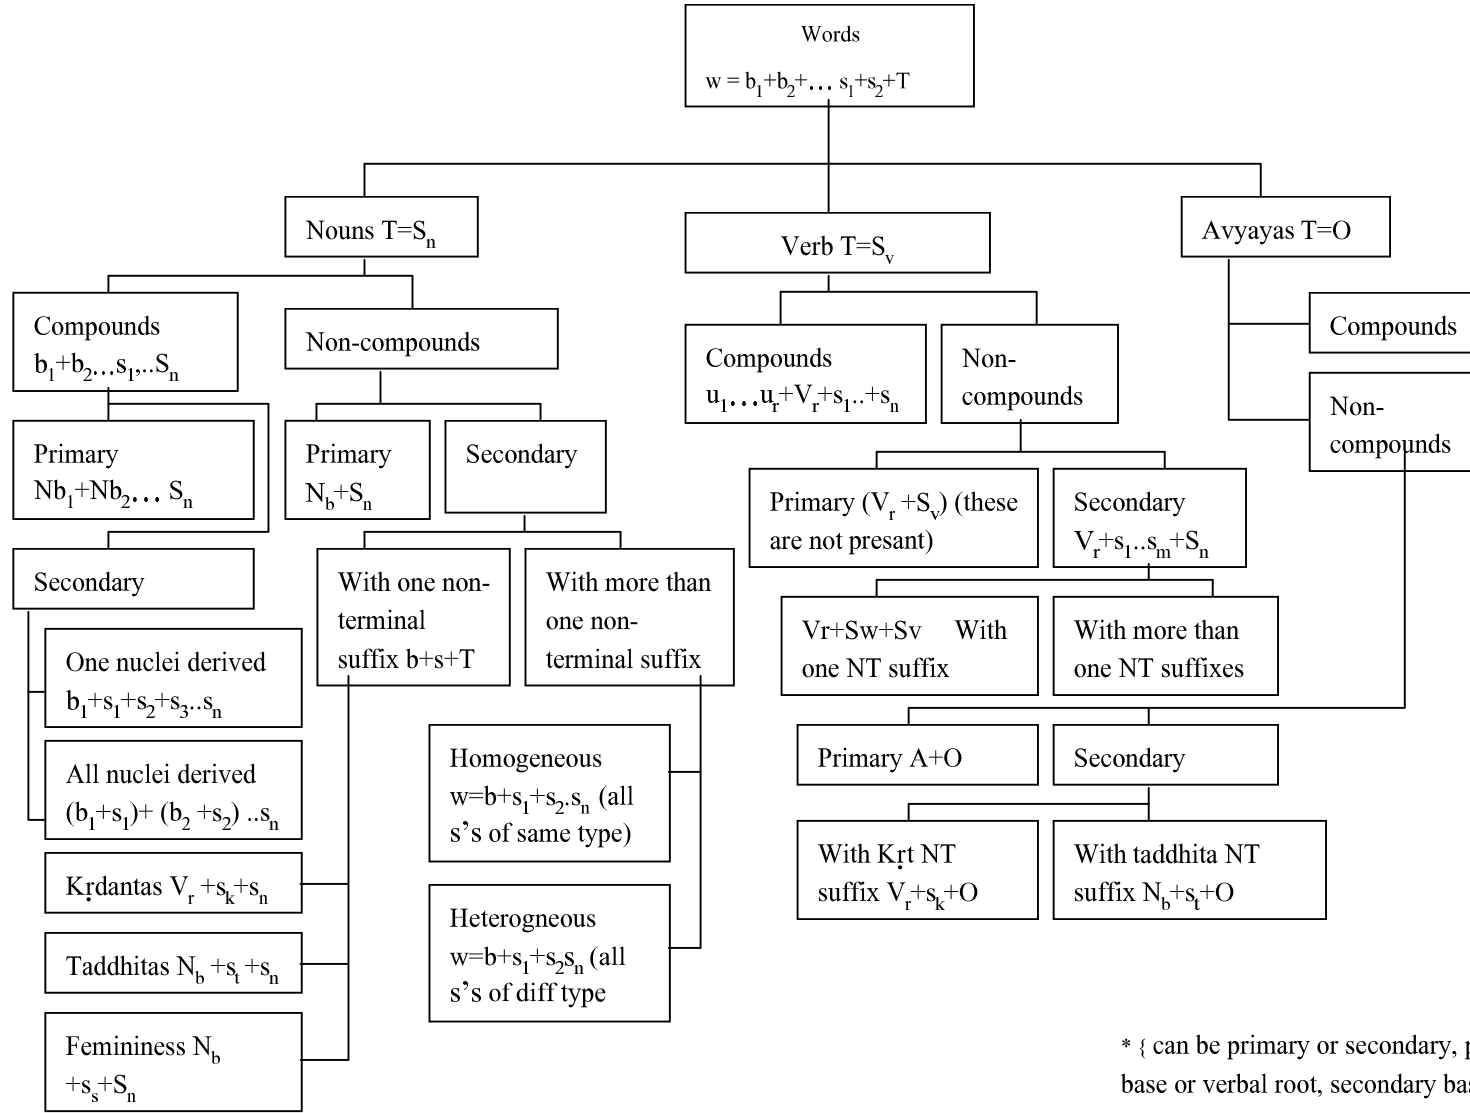 Words
w = b₁+b₂+… s₁+s₂+T
Nouns T=Sₙ
Verb T=Sᵥ
Avyayas T=O
Compounds
b₁+b₂…s₁,..Sₙ
Non-compounds
Compounds
u₁…uᵣ+Vᵣ+s₁..+sₙ
Non-
compounds
Compounds
Non-
compounds
Primary
Nb₁+Nb₂… Sₙ
Primary
N_b+Sₙ
Secondary
Primary (Vᵣ +Sᵥ) (these
are not presant)
Secondary
Vᵣ+s₁..sₘ+Sₙ
Secondary
With one non-
terminal
suffix b+s+T
With more than
one non-
terminal suffix
Vr+Sw+Sv With
one NT suffix
With more than
one NT suffixes
One nuclei derived
b₁+s₁+s₂+s₃..sₙ
All nuclei derived
(b₁+s₁)+ (b₂ +s₂) ..sₙ
Homogeneous
w=b+s₁+s₂.sₙ (all
s’s of same type)
Primary A+O
Secondary
With Kṛt NT
suffix Vᵣ+sₖ+O
With taddhita NT
suffix N_b+sₜ+O
Kṛdantas Vᵣ +sₖ+sₙ
Heterogneous
w=b+s₁+s₂sₙ (all
s’s of diff type
Taddhitas N_b +sₜ +sₙ
Femininess N_b
+sₛ+Sₙ
* { can be primary or secondary, p
base or verbal root, secondary bas